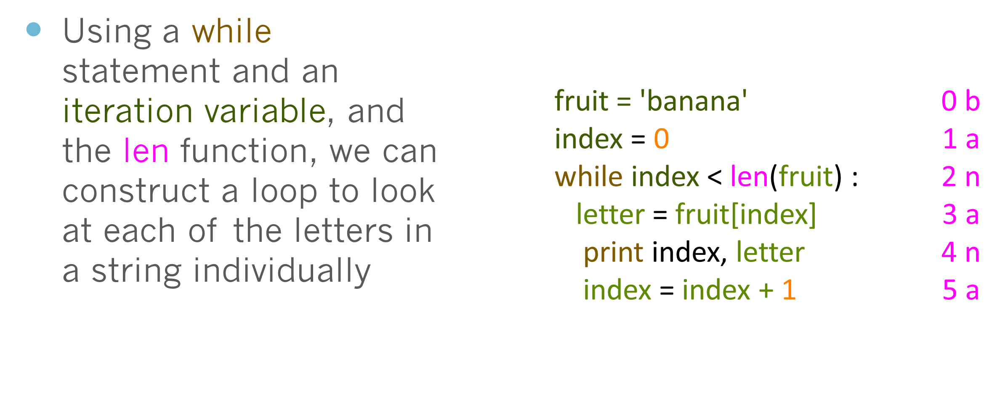 • Using a while
statement and an
iteration variable, and
the len function, we can
construct a loop to look
at each of the letters in
a string individually
fruit = 'banana'
index = 0
while index < len(fruit) :
letter = fruit[index]
print index, letter
index = index + 1
0 b
1 a
2 n
3 a
4 n
5 a